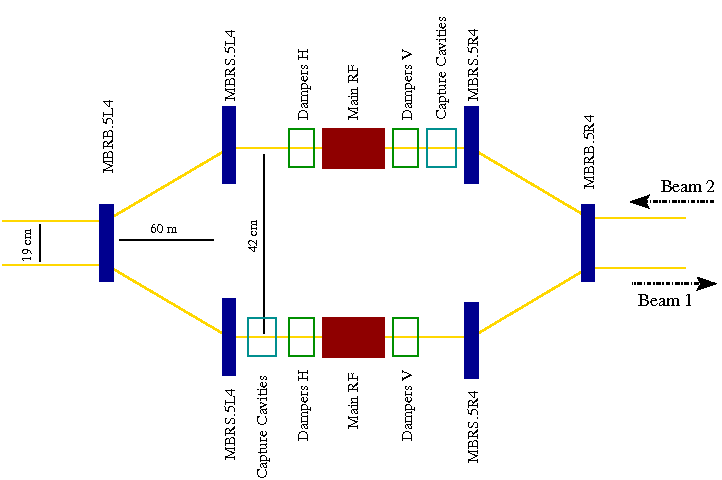 MBRB.5L4
MBRS.5L4
Dampers H
Main RF
Dampers V
Capture Cavities
MBRS.5R4
MBRB.5R4
Beam 2
19 cm
60 m
42 cm
Beam 1
MBRS.5L4
Capture Cavities
Dampers H
Main RF
Dampers V
MBRS.5R4